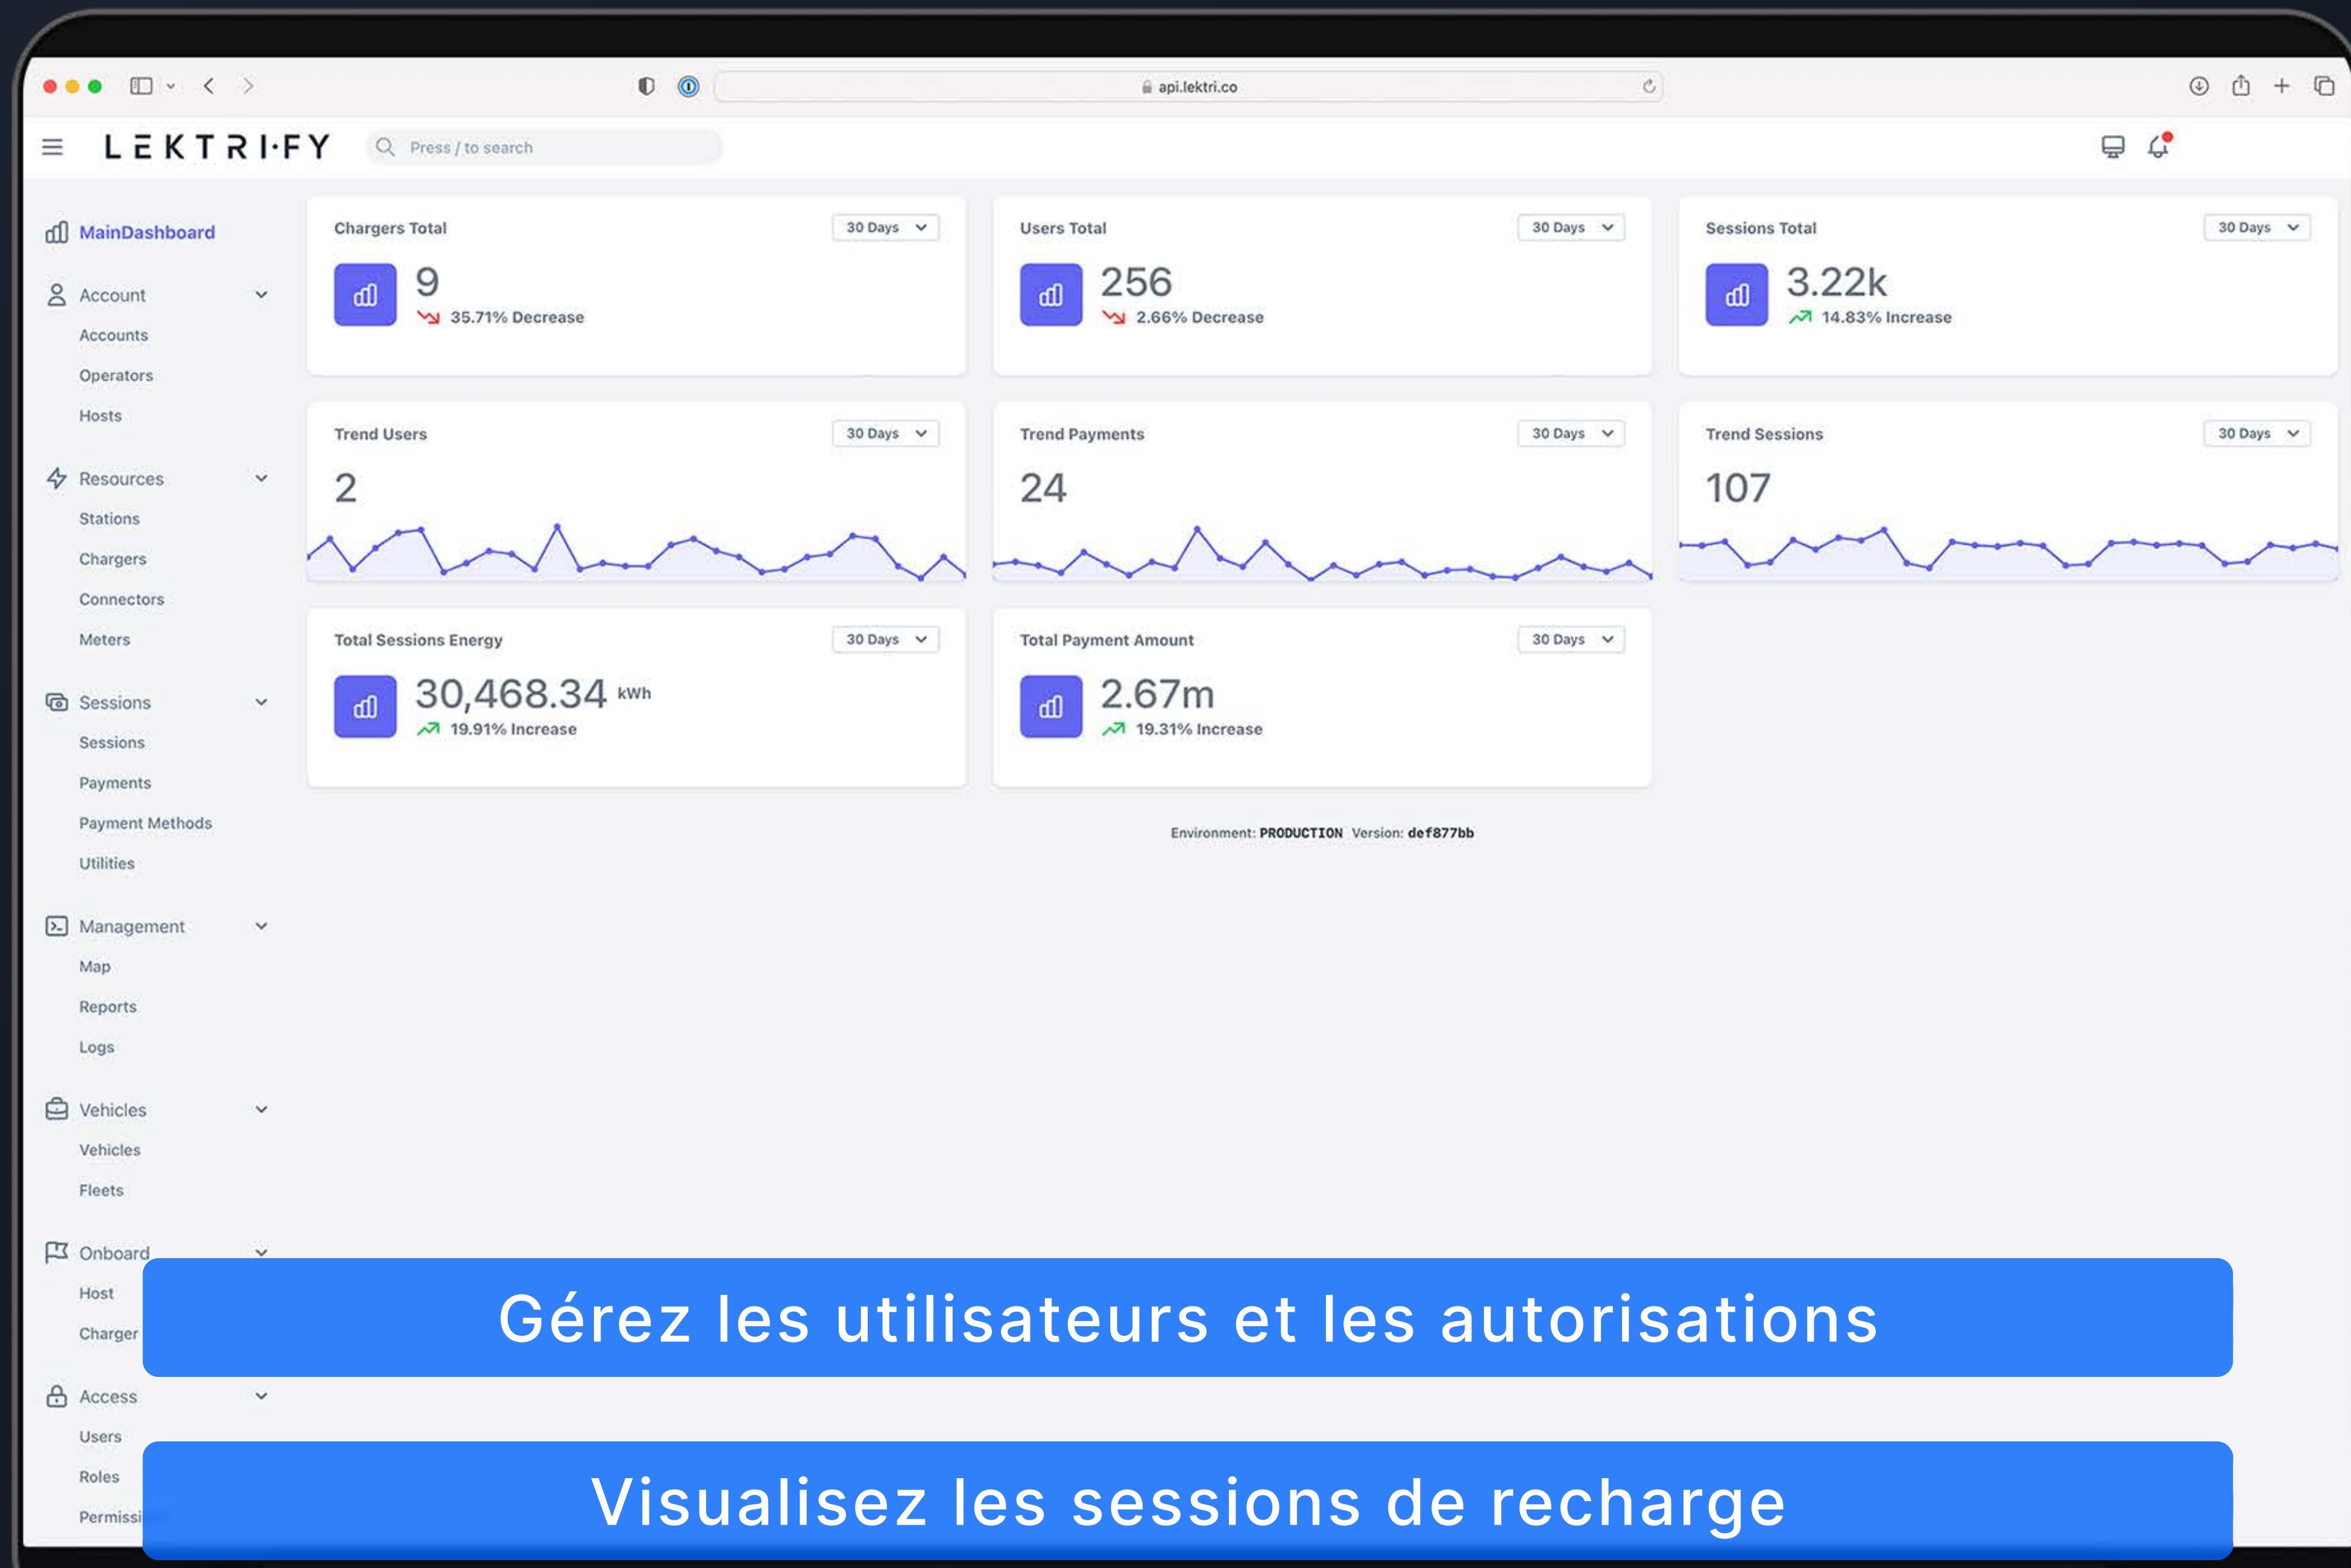 api.lektri.co
LEKTRI·FY
Press / to search
MainDashboard
Account
Accounts
Operators
Hosts
Resources
Stations
Chargers
Connectors
Meters
Sessions
Sessions
Payments
Payment Methods
Utilities
Management
Map
Reports
Logs
Vehicles
Vehicles
Fleets
Onboard
Host
Charger
Access
Users
Roles
Chargers Total
30 Days
9
35.71% Decrease
Users Total
30 Days
256
2.66% Decrease
Sessions Total
30 Days
3.22k
14.83% Increase
Trend Users
30 Days
2
Trend Payments
30 Days
24
Trend Sessions
30 Days
107
Total Sessions Energy
30 Days
30,468.34 kWh
19.91% Increase
Total Payment Amount
30 Days
2.67m
19.31% Increase
Environment: PRODUCTION Version: def877bb
Gérez les utilisateurs et les autorisations
Visualisez les sessions de recharge